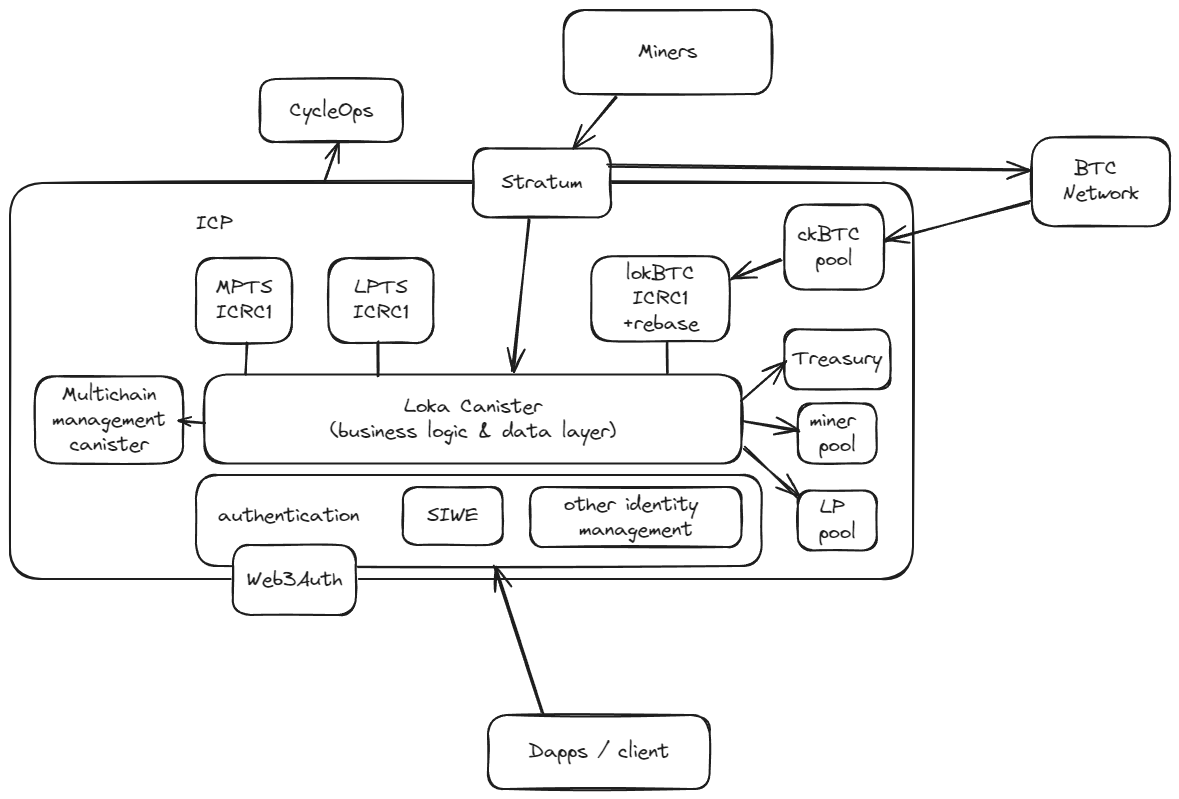 Miners
CycleOps
Stratum
BTC
Network
ICP
ckBTC
pool
MPTS
ICRC1
LPTS
ICRC1
lokBTC
ICRC1
+rebase
Treasury
Multichain
management
canister
Loka Canister
(business logic & data layer)
miner
pool
authentication
SIWE
other identity
management
LP
pool
Web3Auth
Dapps / client